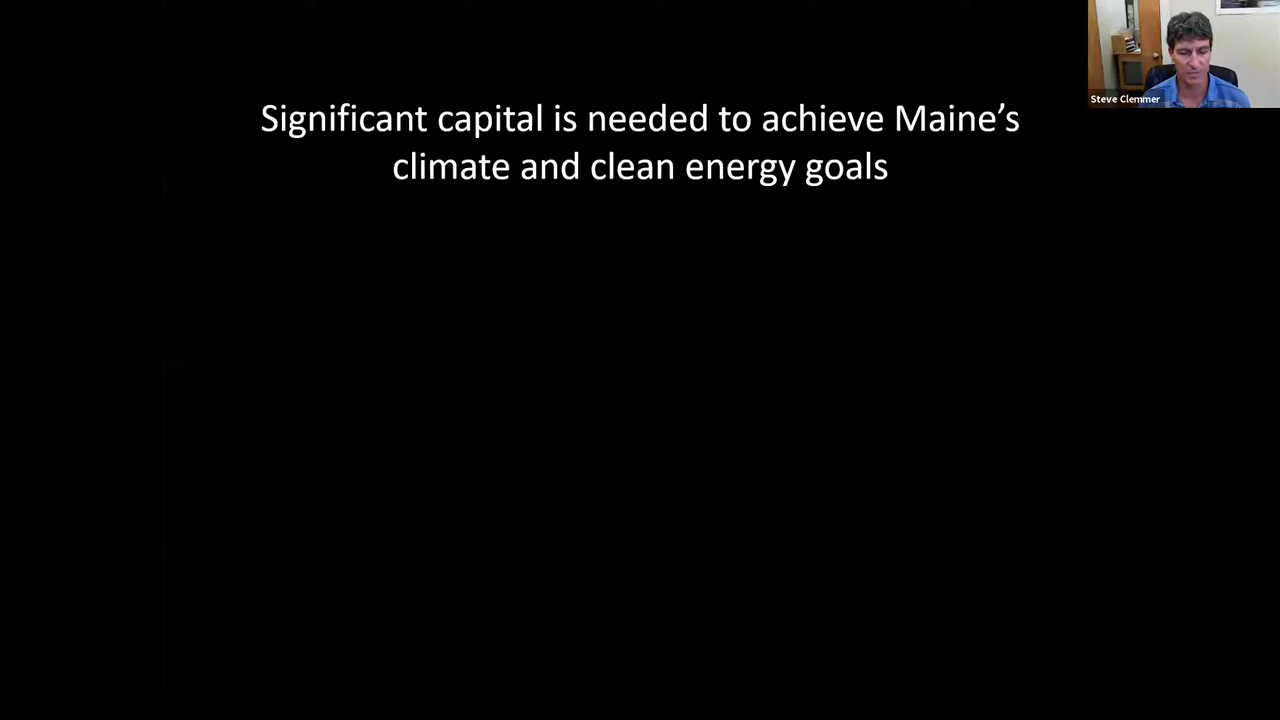 Significant capital is needed to achieve Maine’s
climate and clean energy goals
Steve Clemmer